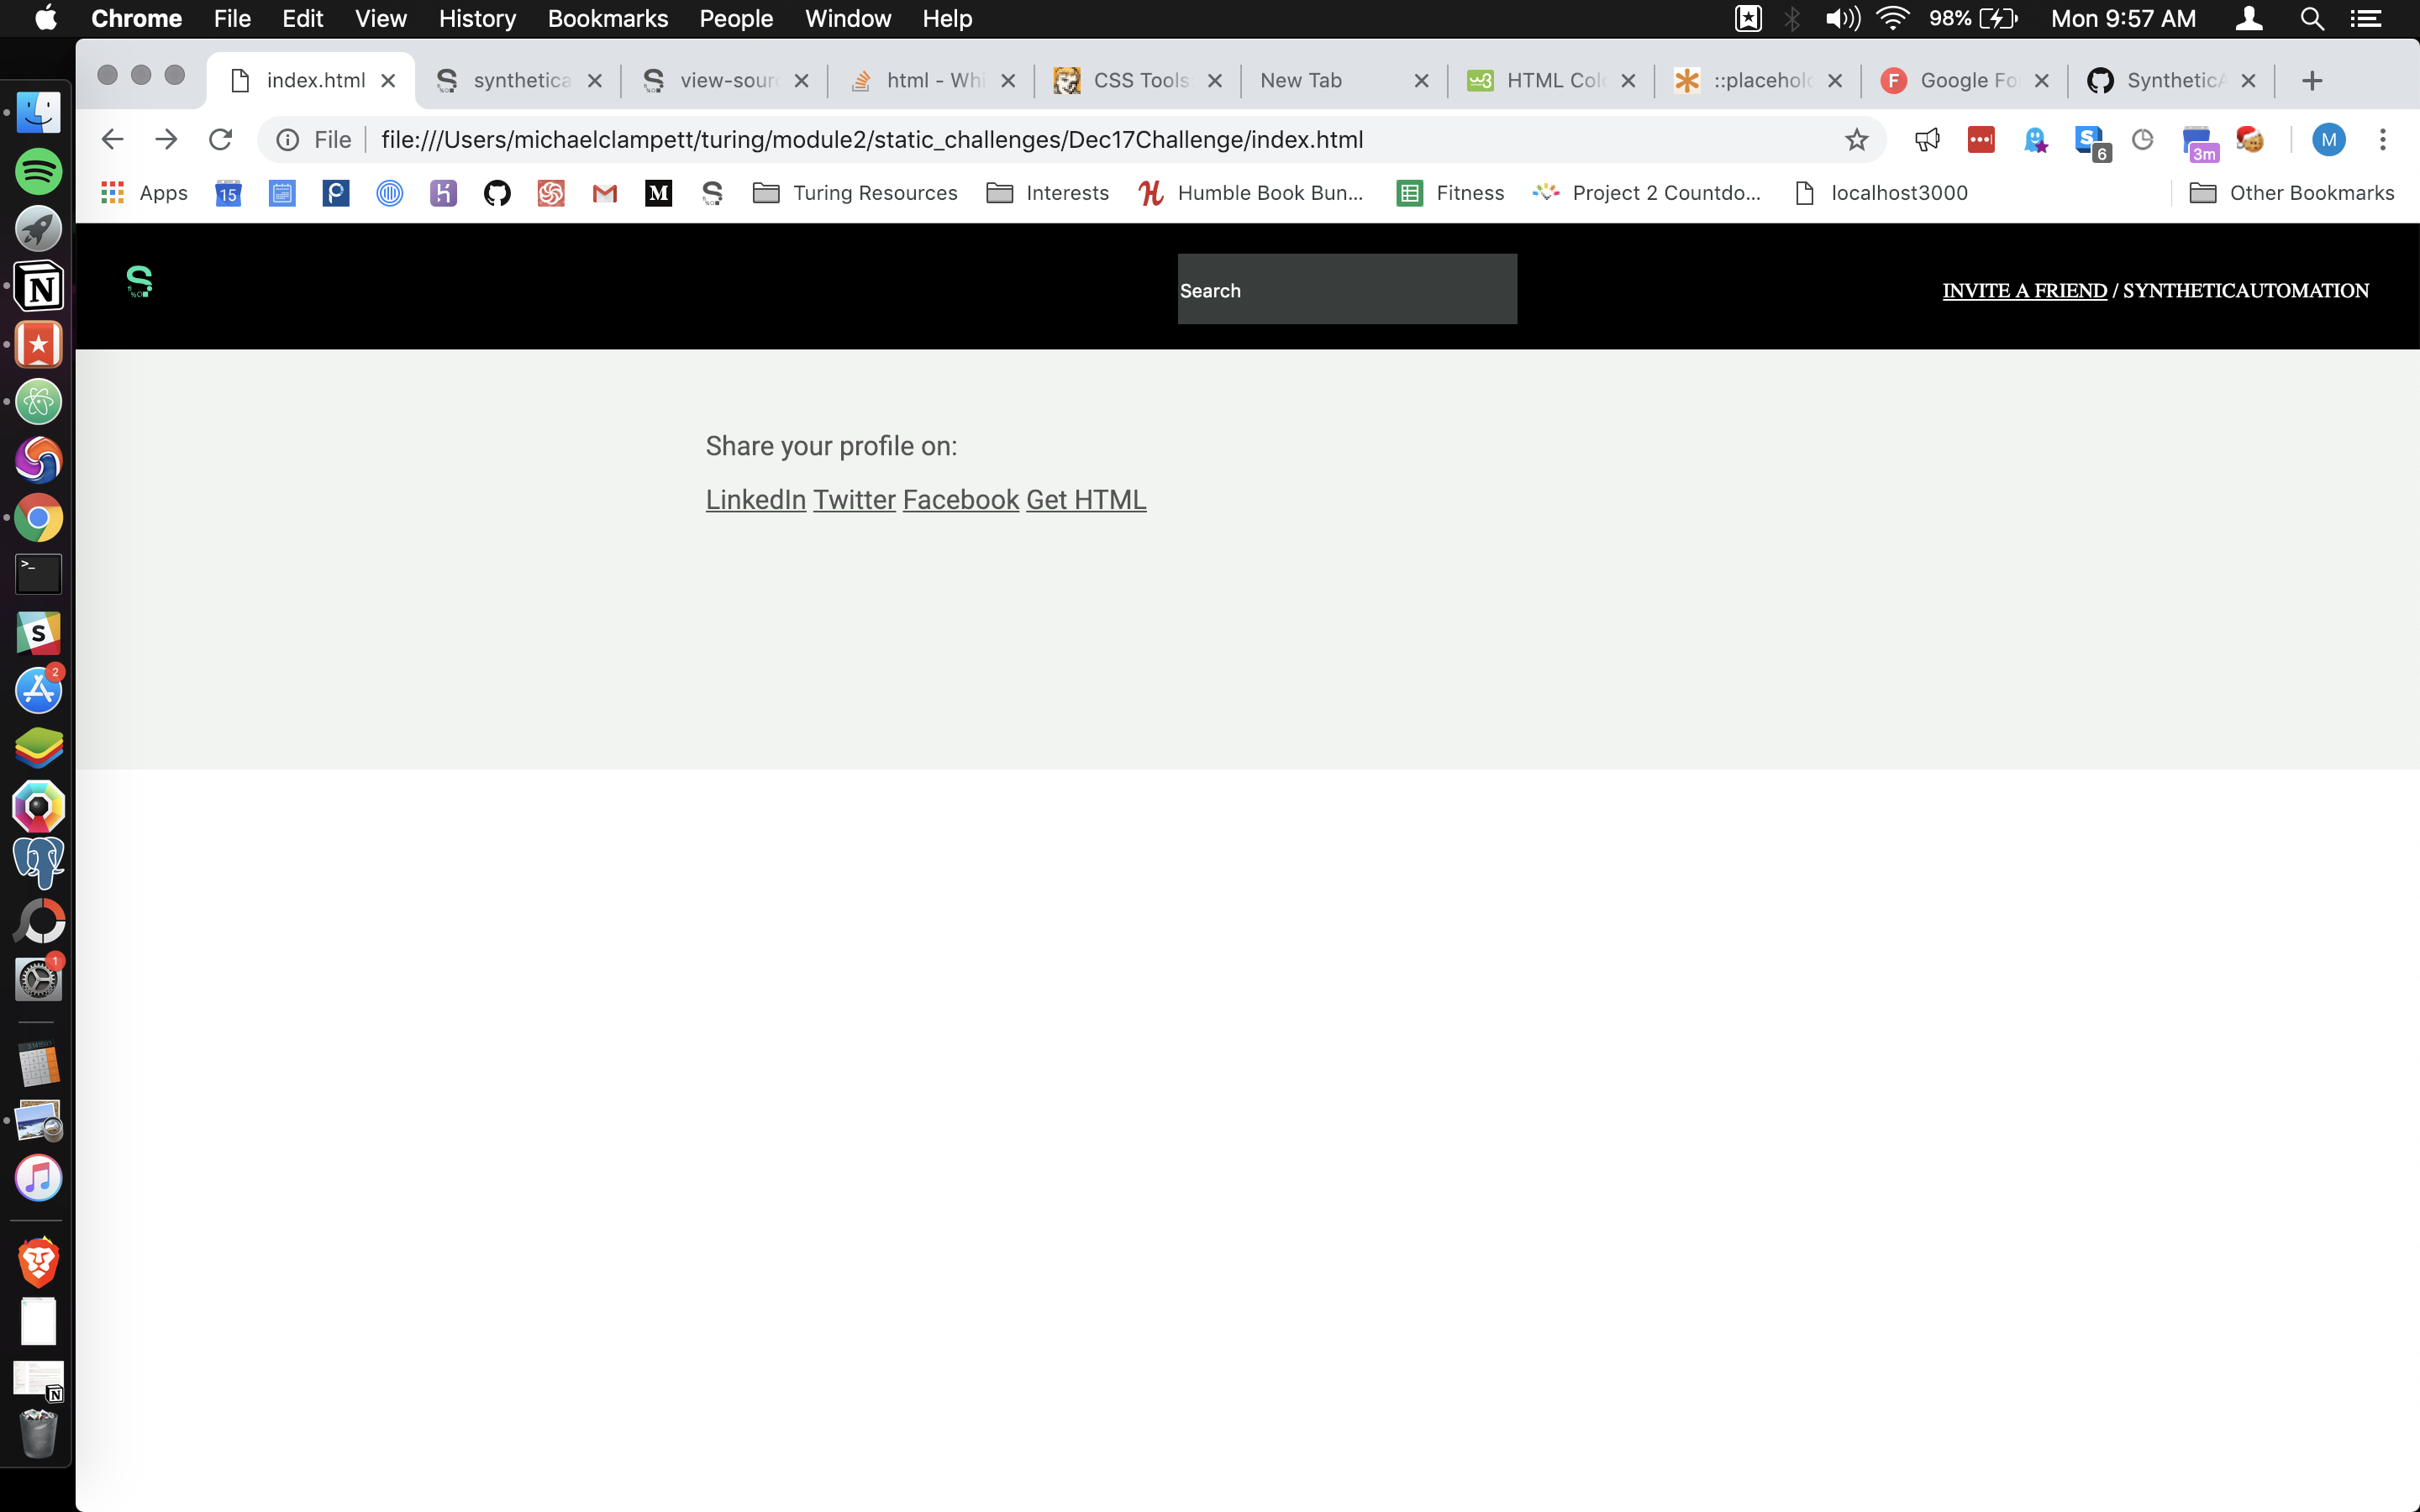 Chrome File Edit View History Bookmarks People Window Help 98% Mon 9:57 AM
index.html synthetica view-sour html - Whi CSS Tools New Tab HTML Col ::placehol Google Fo SyntheticA
File file:///Users/michaelclampett/turing/module2/static_challenges/Dec17Challenge/index.html 6 3m M
Apps 15 Turing Resources Interests Humble Book Bun... Fitness Project 2 Countdo... localhost3000 Other Bookmarks
Search INVITE A FRIEND / SYNTHETICAUTOMATION
Share your profile on:
LinkedIn Twitter Facebook Get HTML
2
1